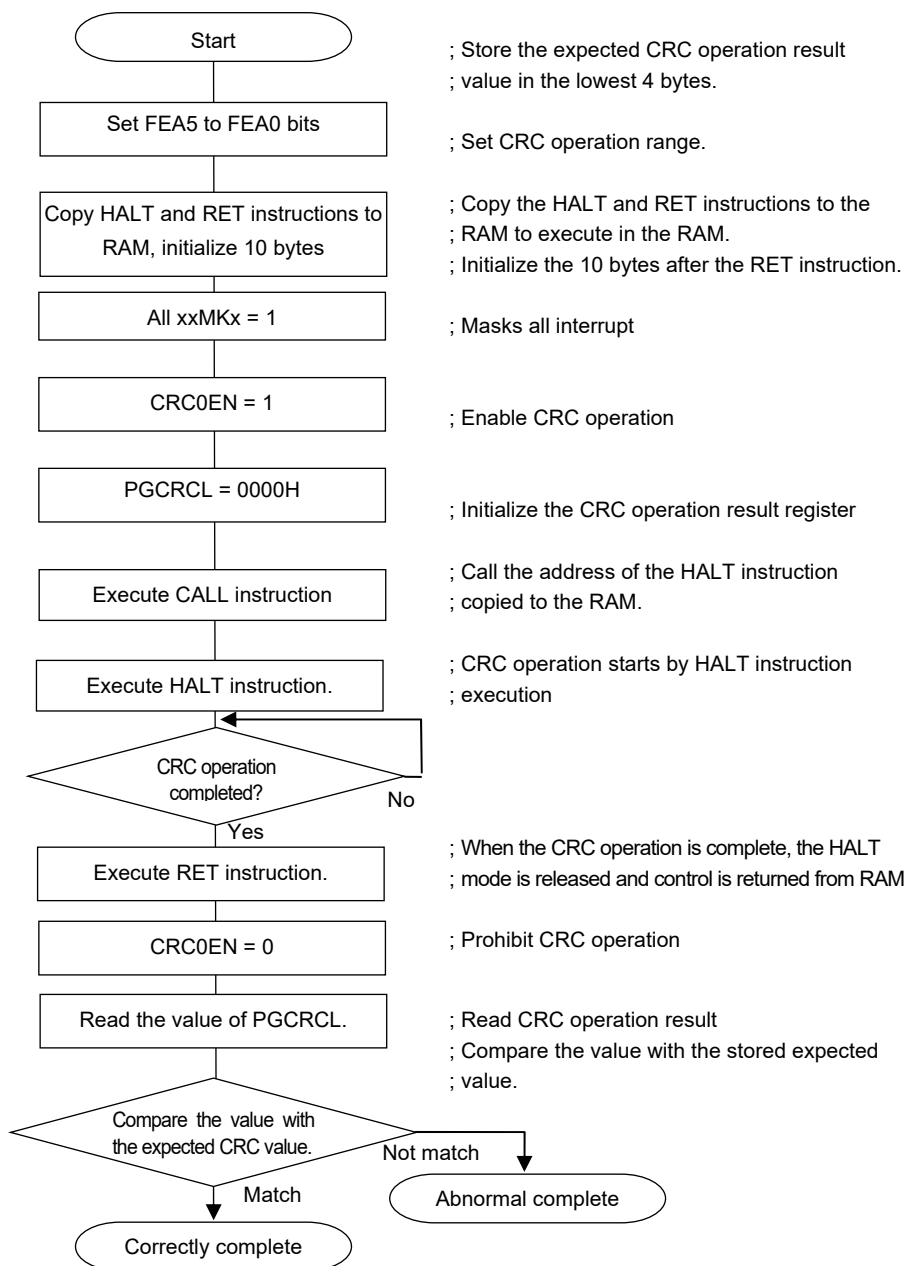 Start
; Store the expected CRC operation result
; value in the lowest 4 bytes.
Set FEA5 to FEA0 bits
; Set CRC operation range.
Copy HALT and RET instructions to
RAM, initialize 10 bytes
; Copy the HALT and RET instructions to the
; RAM to execute in the RAM.
; Initialize the 10 bytes after the RET instruction.
All xxMKx = 1
; Masks all interrupt
CRC0EN = 1
; Enable CRC operation
PGCRCL = 0000H
; Initialize the CRC operation result register
Execute CALL instruction
; Call the address of the HALT instruction
; copied to the RAM.
Execute HALT instruction.
; CRC operation starts by HALT instruction
; execution
CRC operation
completed?
No
Yes
Execute RET instruction.
; When the CRC operation is complete, the HALT
; mode is released and control is returned from RAM
CRC0EN = 0
; Prohibit CRC operation
Read the value of PGCRCL.
; Read CRC operation result
; Compare the value with the stored expected
; value.
Compare the value with
the expected CRC value.
Not match
Match
Abnormal complete
Correctly complete